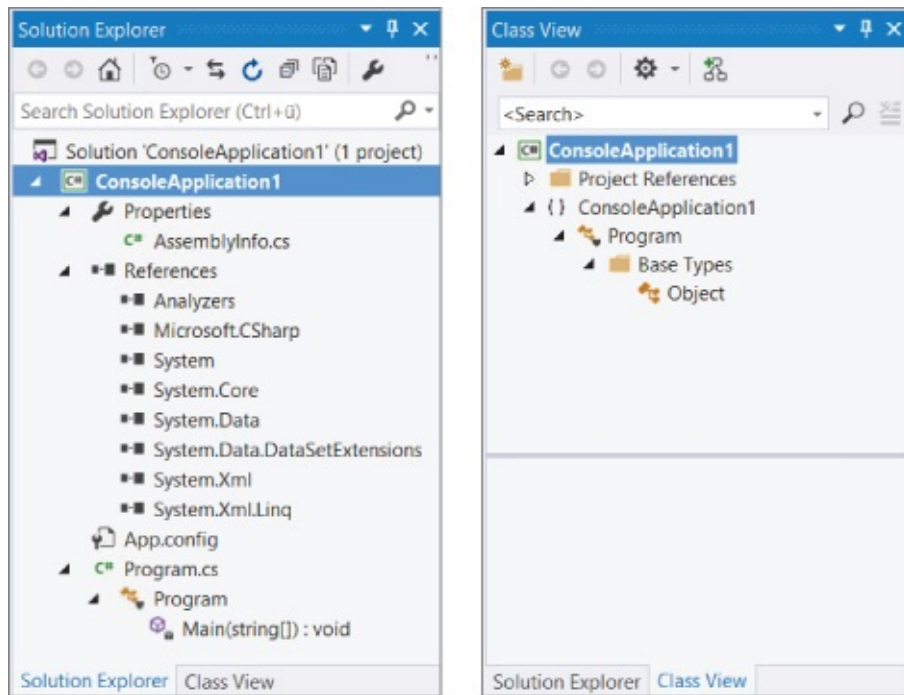 Solution Explorer
Search Solution Explorer (Ctrl+ü)
Solution 'ConsoleApplication1' (1 project)
C# ConsoleApplication1
Properties
C# AssemblyInfo.cs
References
Analyzers
Microsoft.CSharp
System
System.Core
System.Data
System.Data.DataSetExtensions
System.Xml
System.Xml.Linq
App.config
C# Program.cs
Program
Main(string[]) : void
Solution Explorer Class View
Class View
<Search>
C# ConsoleApplication1
Project References
{ } ConsoleApplication1
Program
Base Types
Object
Solution Explorer Class View